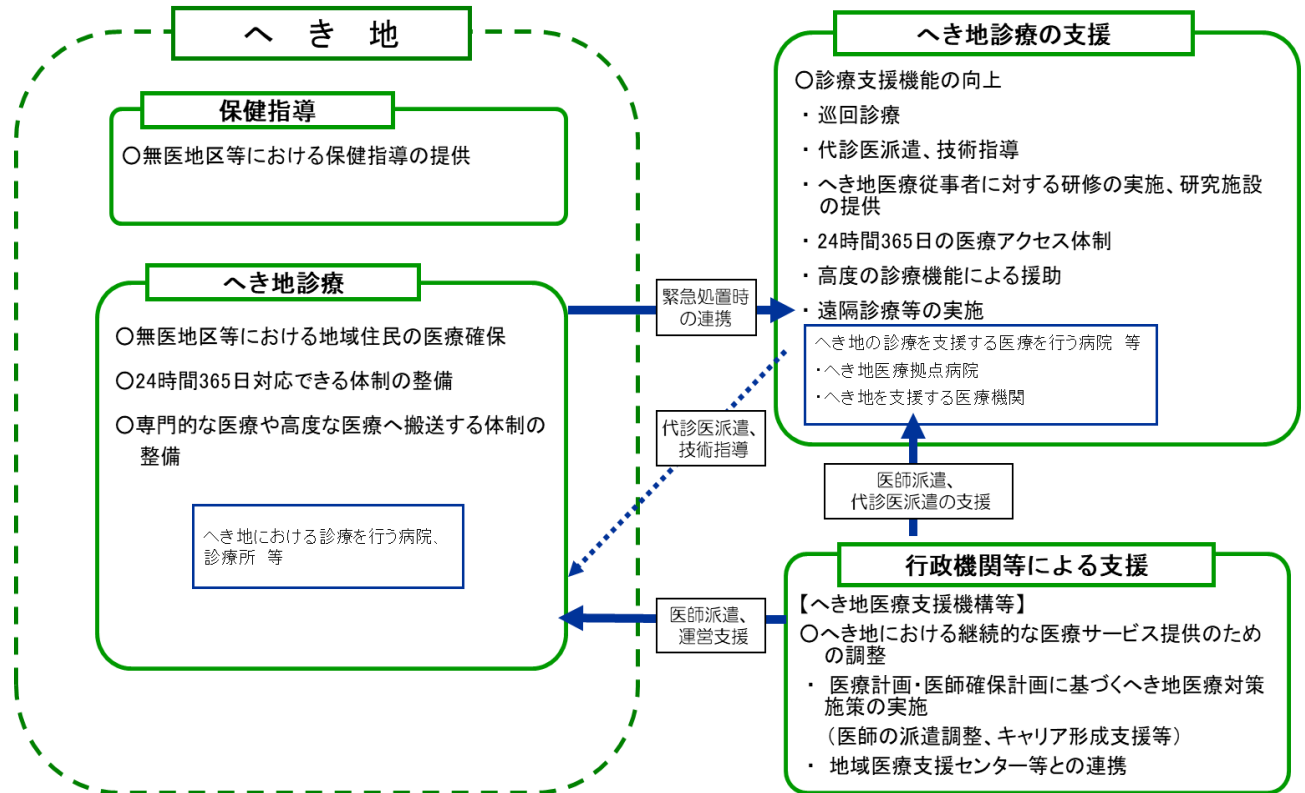 へ き 地
保健指導
○無医地区等における保健指導の提供
へき地診療
○無医地区等における地域住民の医療確保
○24時間365日対応できる体制の整備
○専門的な医療や高度な医療へ搬送する体制の
整備
へき地における診療を行う病院、
診療所 等
緊急処置時
の連携
代診医派遣、
技術指導
医師派遣、
運営支援
へき地診療の支援
○診療支援機能の向上
・巡回診療
・代診医派遣、技術指導
・へき地医療従事者に対する研修の実施、研究施設
の提供
・24時間365日の医療アクセス体制
・高度の診療機能による援助
・遠隔診療等の実施
へき地の診療を支援する医療を行う病院 等
・へき地医療拠点病院
・へき地を支援する医療機関
医師派遣、
代診医派遣の支援
行政機関等による支援
【へき地医療支援機構等】
○へき地における継続的な医療サービス提供のため
の調整
・ 医療計画・医師確保計画に基づくへき地医療対策
施策の実施
（医師の派遣調整、キャリア形成支援等）
・ 地域医療支援センター等との連携